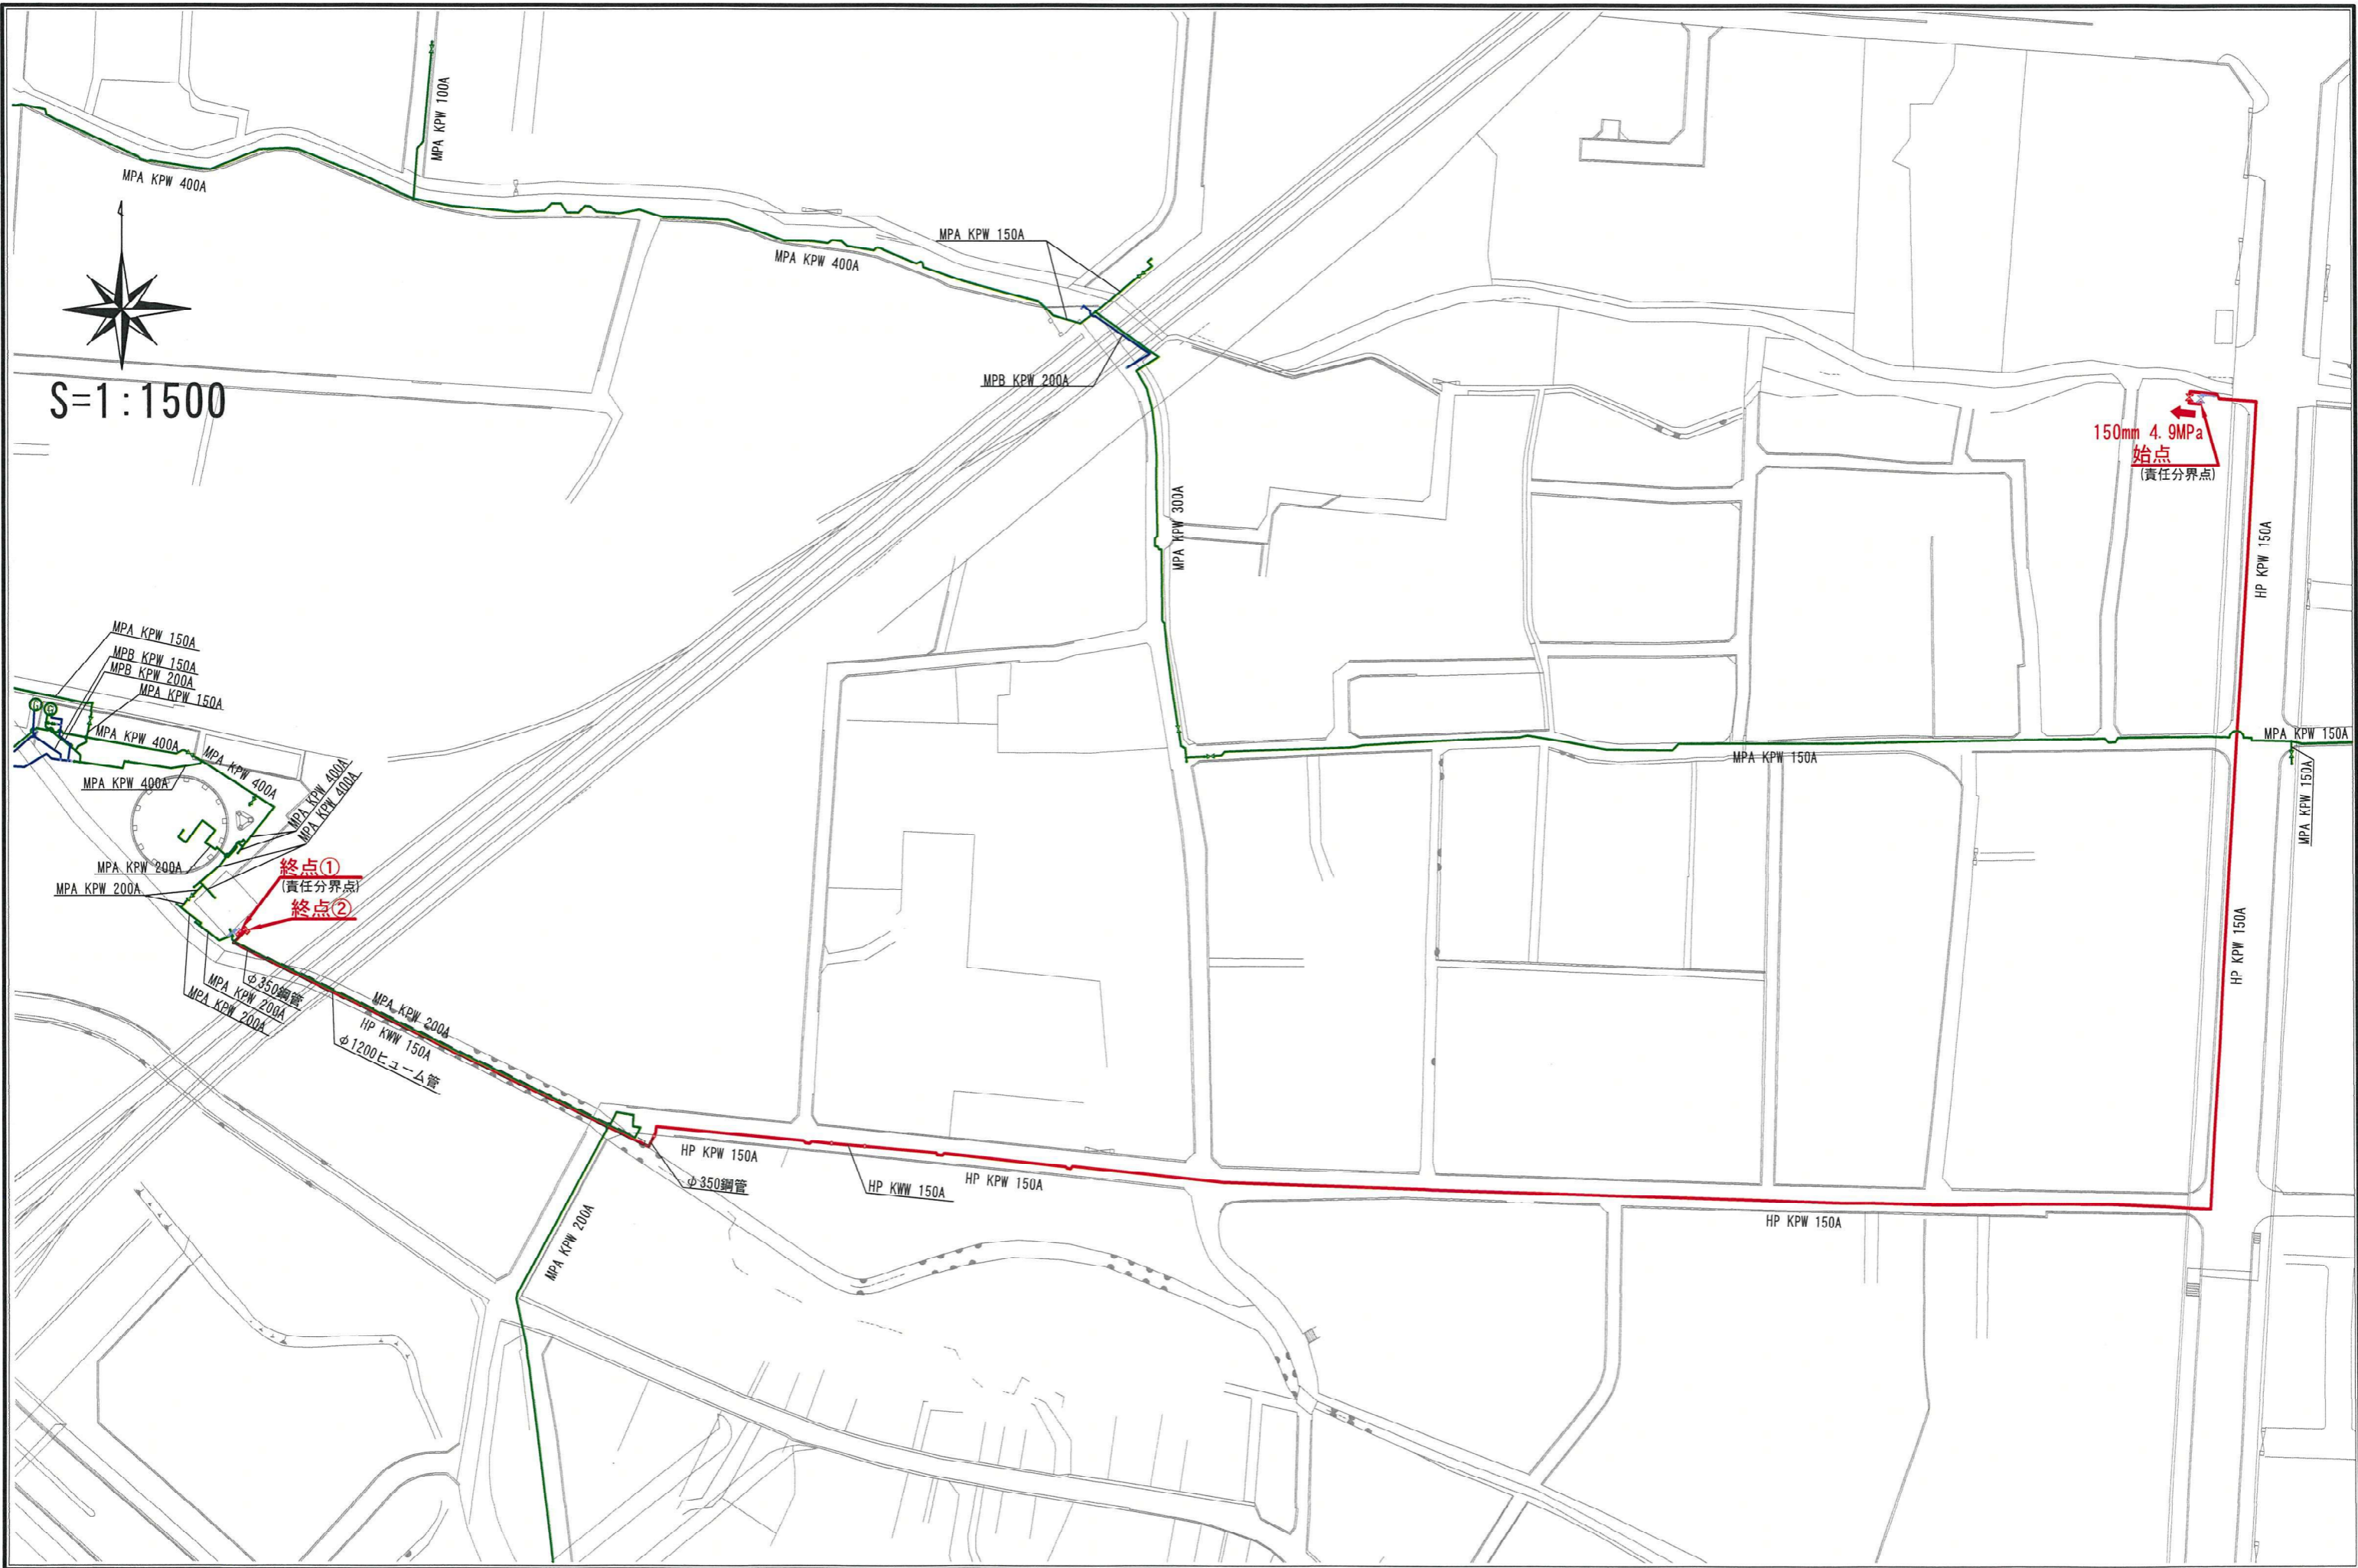 MPA KPW 100A
MPA KPW 400A
MPA KPW 150A
MPA KPW 400A
S=1:1500
MPB KPW 200A
150mm 4.9MPa
始点
(責任分界点)
MPA KPW 300A
HP KPW 150A
MPA KPW 150A
MPB KPW 150A
MPB KPW 200A
MPA KPW 150A
MPA KPW 400A
MPA KPW 400A
MPA KPW 400A
MPA KPW 400A
MPA KPW 400A
MPA KPW 150A
MPA KPW 150A
MPA KPW 150A
MPA KPW 200A
MPA KPW 200A
終点①
(責任分界点)
終点②
HP KPW 150A
φ350鋼管
MPA KPW 200A
MPA KPW 200A
MPA KPW 200A
HP KWW 150A
φ1200ヒューム管
HP KPW 150A
φ350鋼管
HP KWW 150A
HP KPW 150A
HP KPW 150A
MPA KPW 200A